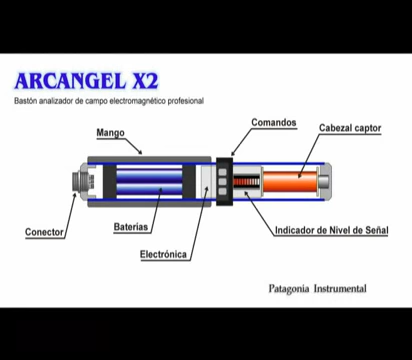 ARCANGEL X2
Bastón analizador de campo electromagnético profesional
Comandos
Mango
Cabezal captor
Conector
Baterias
Indicador de Nivel de Señal
Electrónica
Patagonia Instrumental